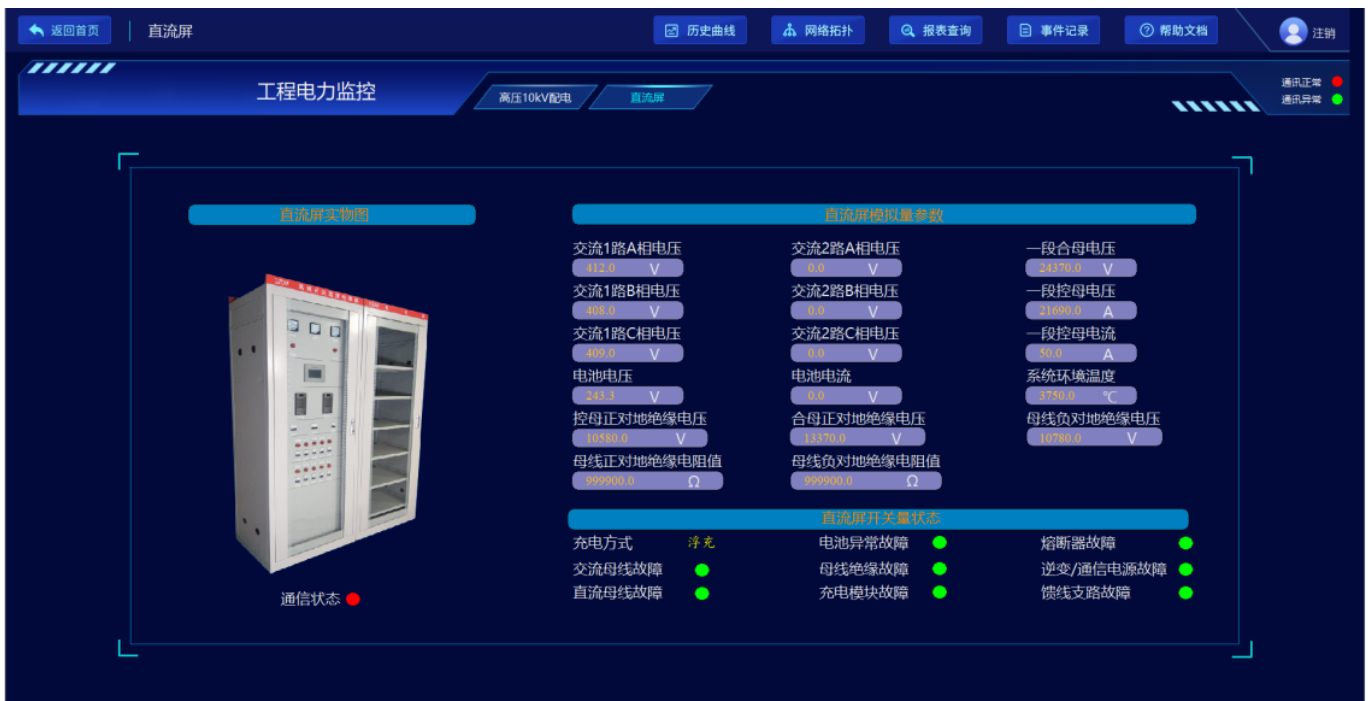 返回首页 直流屏 历史曲线 网络拓扑 报表查询 事件记录 帮助文档 注销
工程电力监控 高压10kV配电 直流屏
通讯正常
通讯异常
直流屏实物图
直流屏模拟量参数
交流1路A相电压 交流2路A相电压 一段合母电压
412.0 V 0.0 V 24370.0 V
交流1路B相电压 交流2路B相电压 一段控母电压
408.0 V 0.0 V 21690.0 A
交流1路C相电压 交流2路C相电压 一段控母电流
409.0 V 0.0 V 50.0 A
电池电压 电池电流 系统环境温度
243.3 V 0.0 V 3750.0 ℃
控母正对地绝缘电压 合母正对地绝缘电压 母线负对地绝缘电压
10580.0 V 13370.0 V 10780.0 V
母线正对地绝缘电阻值 母线负对地绝缘电阻值
999900.0 Ω 999900.0 Ω
直流屏开关量状态
充电方式 浮充 电池异常故障 熔断器故障
交流母线故障 母线绝缘故障 逆变/通信电源故障
直流母线故障 充电模块故障 馈线支路故障
通信状态